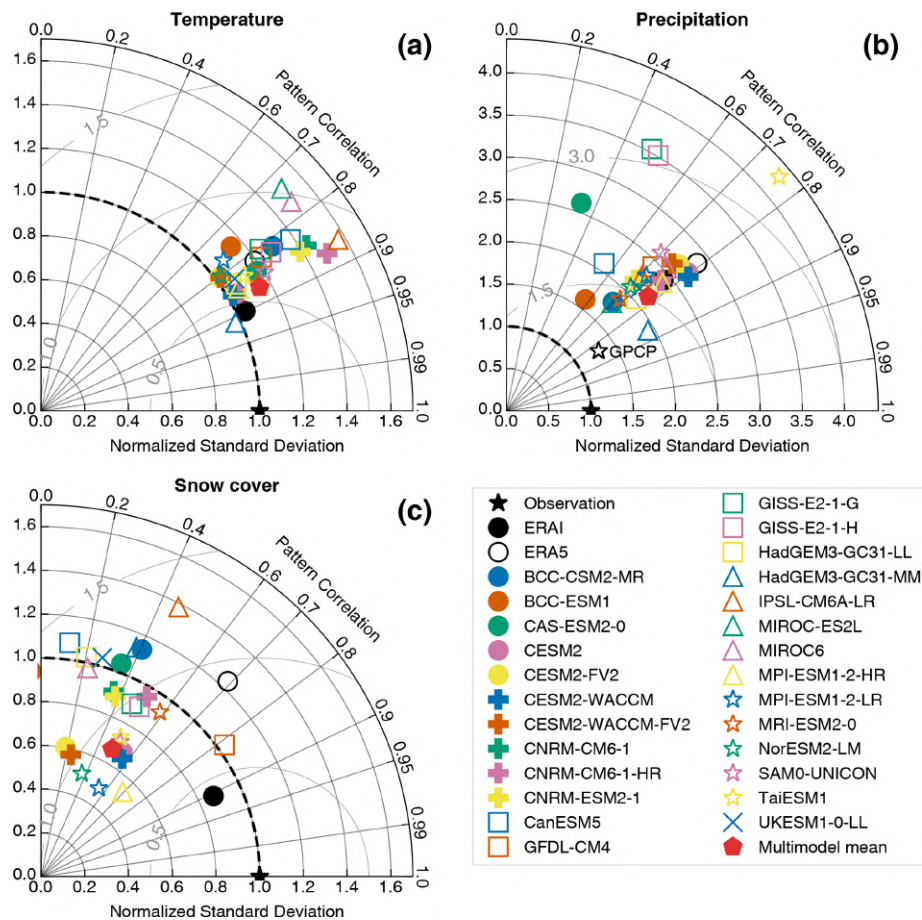 Temperature
(a)
0.0
0.2
0.4
0.6
0.7
0.8
0.9
0.95
0.99
1.0
Pattern Correlation
1.6
1.4
1.2
1.0
0.8
0.6
0.4
0.2
0.0
1.5
1.0
0.5
0.0 0.2 0.4 0.6 0.8 1.0 1.2 1.4 1.6
Normalized Standard Deviation
Precipitation
(b)
0.0
0.2
0.4
0.6
0.7
0.8
0.9
0.95
0.99
1.0
Pattern Correlation
4.0
3.5
3.0
2.5
2.0
1.5
1.0
0.5
0.0
3.0
1.5
GPCP
0.0 0.5 1.0 1.5 2.0 2.5 3.0 3.5 4.0
Normalized Standard Deviation
Snow cover
(c)
0.0
0.2
0.4
0.6
0.7
0.8
0.9
0.95
0.99
1.0
Pattern Correlation
1.6
1.4
1.2
1.0
0.8
0.6
0.4
0.2
0.0
1.5
1.0
0.5
0.0 0.2 0.4 0.6 0.8 1.0 1.2 1.4 1.6
Normalized Standard Deviation
Observation
ERAI
ERA5
BCC-CSM2-MR
BCC-ESM1
CAS-ESM2-0
CESM2
CESM2-FV2
CESM2-WACCM
CESM2-WACCM-FV2
CNRM-CM6-1
CNRM-CM6-1-HR
CNRM-ESM2-1
CanESM5
GFDL-CM4
GISS-E2-1-G
GISS-E2-1-H
HadGEM3-GC31-LL
HadGEM3-GC31-MM
IPSL-CM6A-LR
MIROC-ES2L
MIROC6
MPI-ESM1-2-HR
MPI-ESM1-2-LR
MRI-ESM2-0
NorESM2-LM
SAM0-UNICON
TaiESM1
UKESM1-0-LL
Multimodel mean